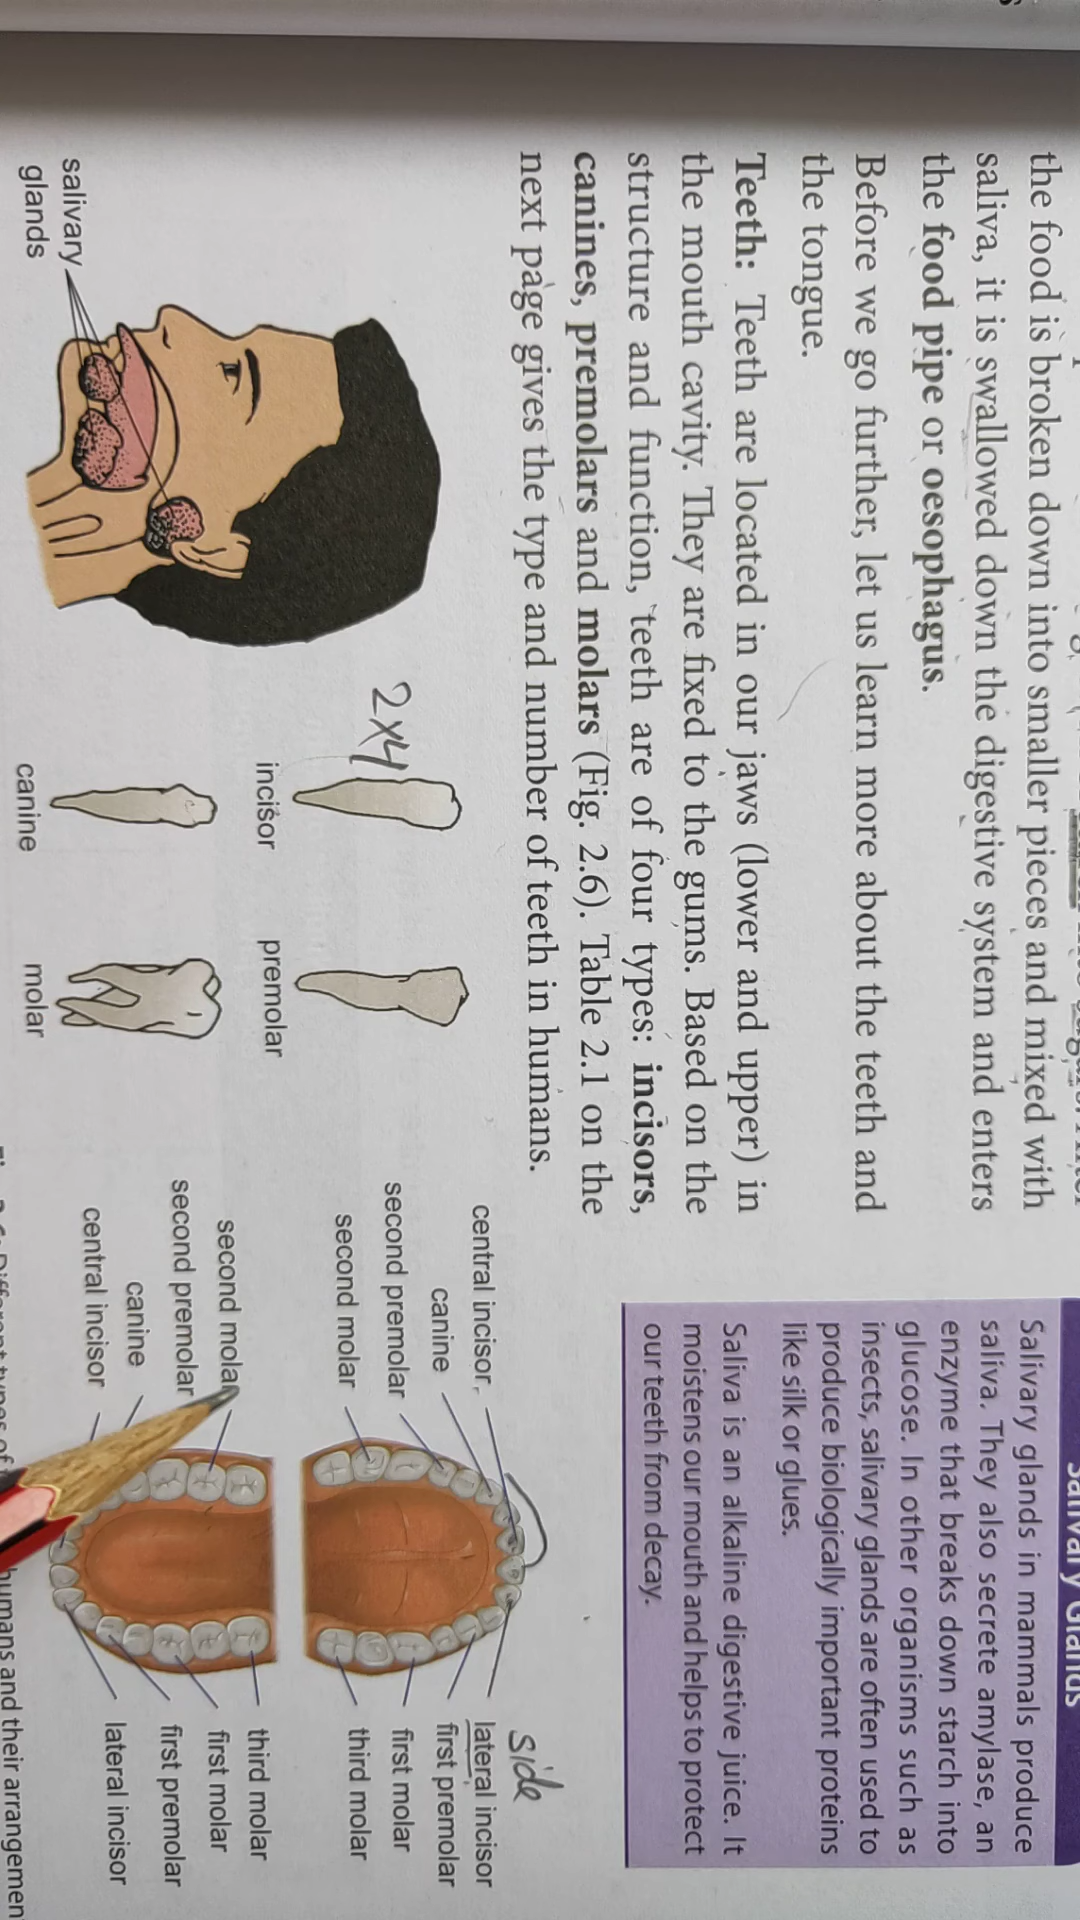 the food is broken down into smaller pieces and mixed with
saliva, it is swallowed down the digestive system and enters
the food pipe or oesophagus.
Before we go further, let us learn more about the teeth and
the tongue.
Teeth: Teeth are located in our jaws (lower and upper) in
the mouth cavity. They are fixed to the gums. Based on the
structure and function, teeth are of four types: incisors,
canines, premolars and molars (Fig. 2.6). Table 2.1 on the
next page gives the type and number of teeth in humans.
Salivary Glands
Salivary glands in mammals produce
saliva. They also secrete amylase, an
enzyme that breaks down starch into
glucose. In other organisms such as
insects, salivary glands are often used to
produce biologically important proteins
like silk or glues.
Saliva is an alkaline digestive juice. It
moistens our mouth and helps to protect
our teeth from decay.
salivary
glands
2x4
incisor
premolar
canine
molar
central incisor
canine
second premolar
second molar
side
lateral incisor
first premolar
first molar
third molar
second molar
second premolar
canine
central incisor
third molar
first molar
first premolar
lateral incisor
humans and their arrangemen